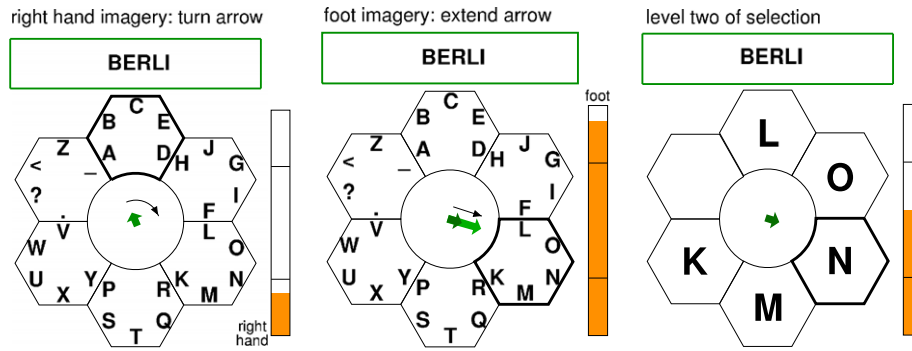 right hand imagery: turn arrow
BERLI
C
B E
A D
Z J
< H G
_
? I
. F
V L
W O
U Y K N
X P R M
S Q
T
right
hand
foot imagery: extend arrow
BERLI
foot
C
B E
A D
Z J
< H G
_
? I
. F
V L
W O
U Y K N
X P R M
S Q
T
level two of selection
BERLI
L
O
K N
M